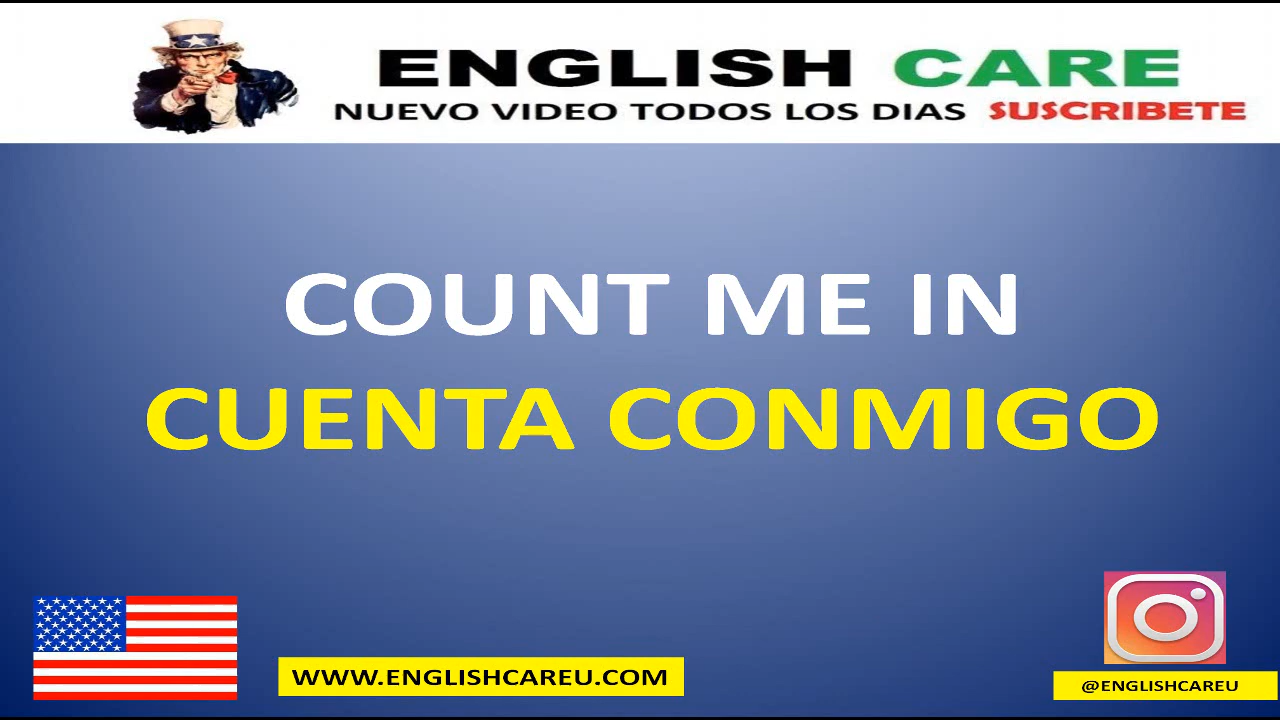 ENGLISH CARE
NUEVO VIDEO TODOS LOS DIAS SUSCRIBETE
COUNT ME IN
CUENTA CONMIGO
WWW.ENGLISHCAREU.COM
@ENGLISHCAREU